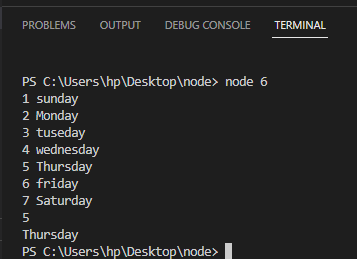 PROBLEMS OUTPUT DEBUG CONSOLE TERMINAL
PS C:\Users\hp\Desktop\node> node 6
1 sunday
2 Monday
3 tuseday
4 wednesday
5 Thursday
6 friday
7 Saturday
5
Thursday
PS C:\Users\hp\Desktop\node>